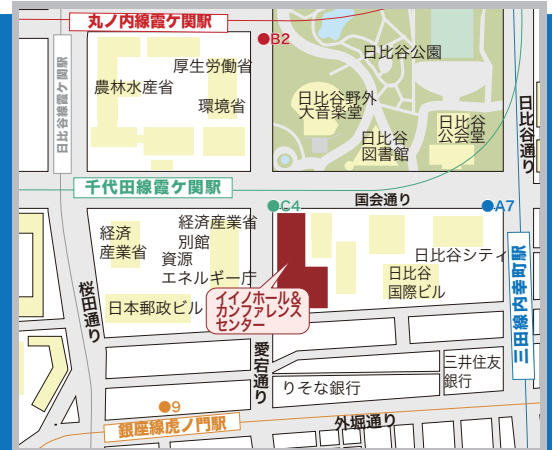 丸ノ内線霞ケ関駅
B2
日比谷公園
厚生労働省
農林水産省
環境省
日比谷野外
大音楽堂
日比谷
公会堂
日比谷
図書館
日比谷線霞ケ関駅
日比谷通り
千代田線霞ケ関駅
C4
国会通り
A7
経済
産業省
経済産業省
別館
資源
エネルギー庁
日比谷シティ
日比谷
国際ビル
日本郵政ビル
イイノホール&
カンファレンス
センター
桜田通り
愛宕通り
三田線内幸町駅
三井住友
銀行
りそな銀行
9
銀座線虎ノ門駅
外堀通り